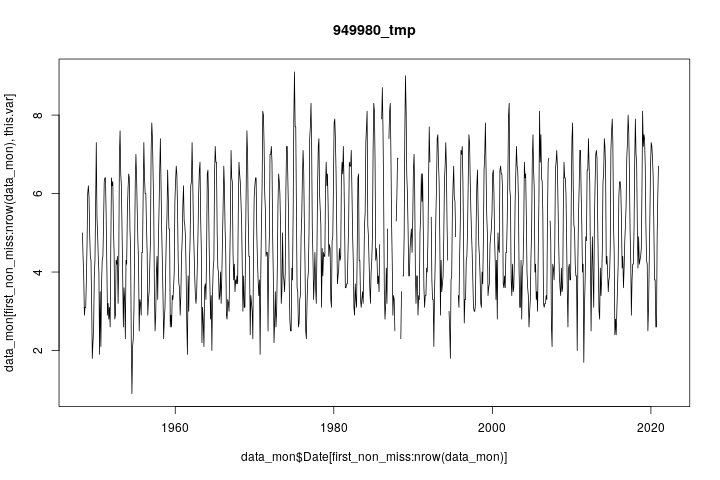 949980_tmp
data_mon[first_non_miss:nrow(data_mon), this.var]
8
6
4
2
1960
1980
2000
2020
data_mon$Date[first_non_miss:nrow(data_mon)]